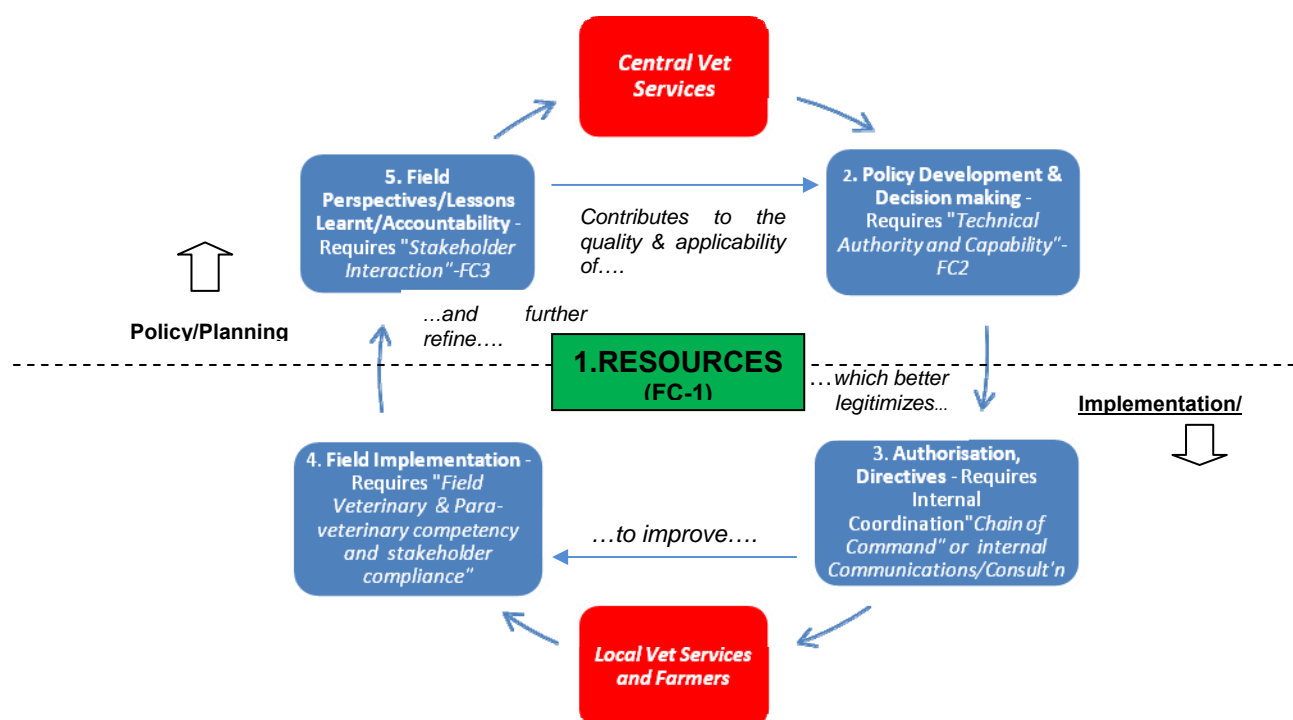 Central Vet
Services
5. Field
Perspectives/Lessons
Learnt/Accountability -
Requires "Stakeholder
Interaction"-FC3
Contributes to the
quality & applicability
of….
2. Policy Development &
Decision making -
Requires "Technical
Authority and Capability"-
FC2
Policy/Planning
…and further
refine….
1.RESOURCES
(FC-1)
…which better
legitimizes…
Implementation/
4. Field Implementation -
Requires "Field
Veterinary & Para-
veterinary competency
and stakeholder
compliance"
…to improve….
3. Authorisation,
Directives - Requires
Internal
Coordination"Chain of
Command" or internal
Communications/Consult'n
Local Vet Services
and Farmers